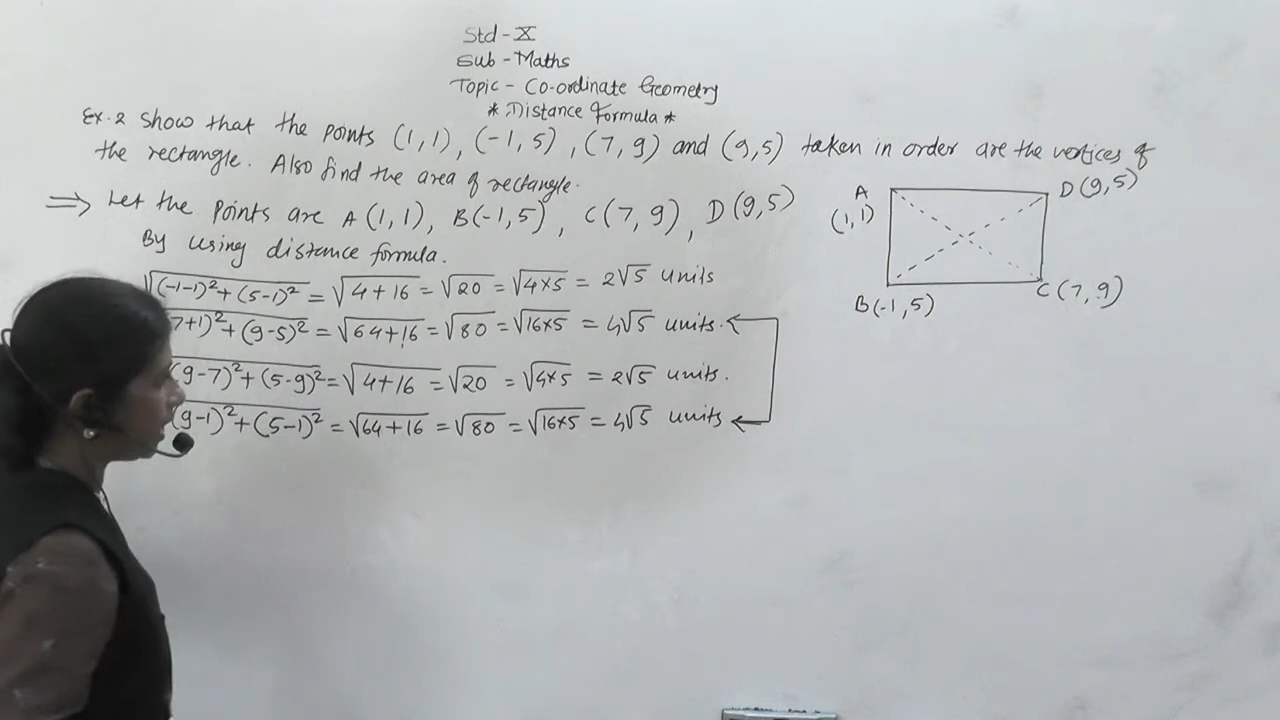 Std - X
Sub - Maths
Topic - Co-ordinate Geometry
* Distance Formula *
Ex. 2 Show that the points (1, 1), (-1, 5), (7, 9) and (9, 5) taken in order are the vertices of
the rectangle. Also find the area of rectangle.
⇒ Let the points are A (1, 1), B(-1, 5), C(7, 9), D(9, 5)
By using distance formula.
√(-1-1)²+(5-1)² = √4+16 = √20 = √4×5 = 2√5 units
7+1)²+(9-5)² = √64+16 = √80 = √16×5 = 4√5 units.
(9-7)²+(5-9)² = √4+16 = √20 = √4×5 = 2√5 units.
(9-1)²+(5-1)² = √64+16 = √80 = √16×5 = 4√5 units
A
(1, 1)
D(9, 5)
B(-1, 5)
C(7, 9)